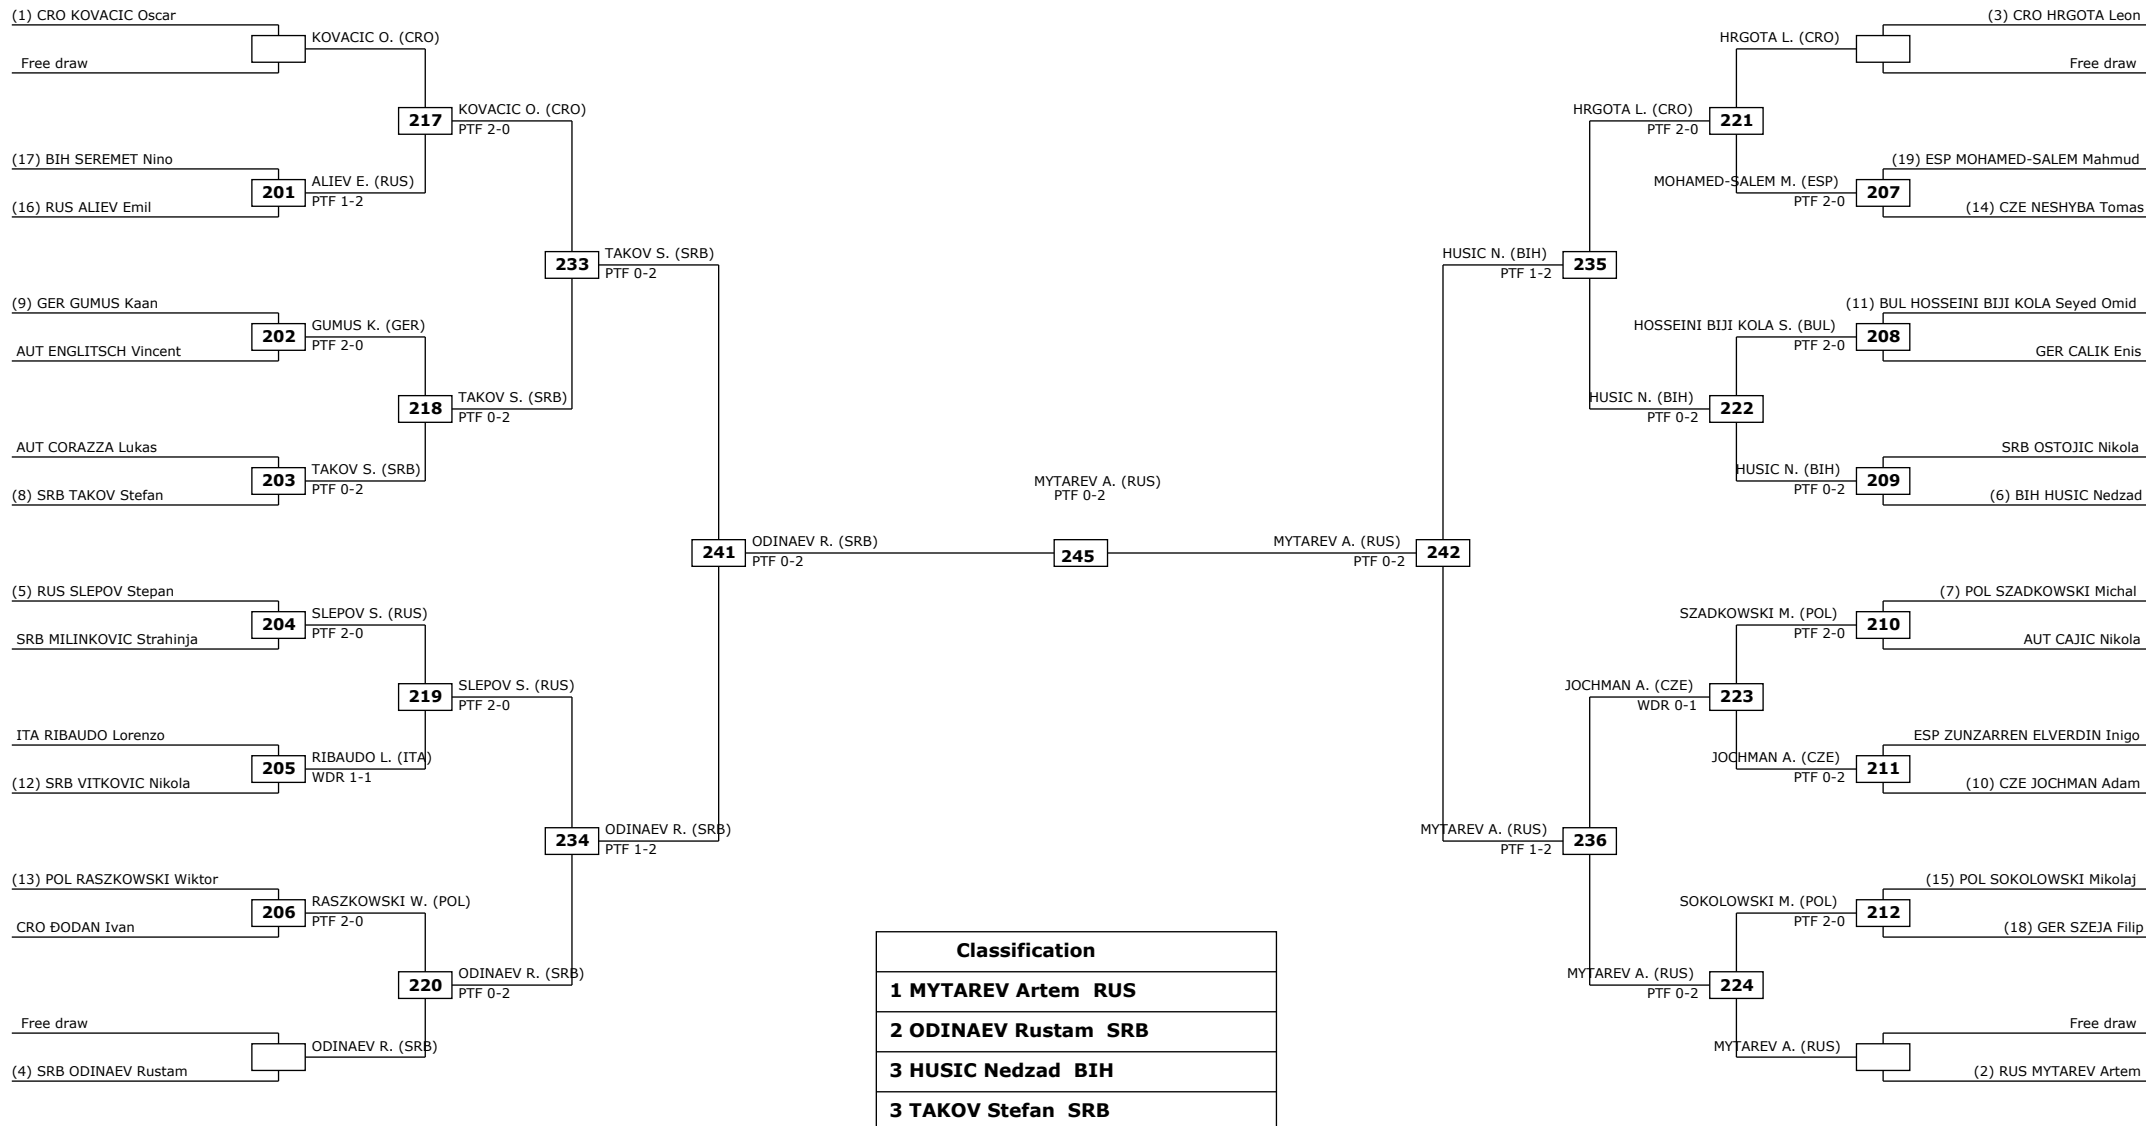 (1) CRO KOVACIC Oscar
KOVACIC O. (CRO)
Free draw
KOVACIC O. (CRO)
217
PTF 2-0
(17) BIH SEREMET Nino
ALIEV E. (RUS)
201
PTF 1-2
(16) RUS ALIEV Emil
TAKOV S. (SRB)
233
PTF 0-2
(9) GER GUMUS Kaan
GUMUS K. (GER)
202
PTF 2-0
AUT ENGLITSCH Vincent
TAKOV S. (SRB)
218
PTF 0-2
AUT CORAZZA Lukas
TAKOV S. (SRB)
203
PTF 0-2
(8) SRB TAKOV Stefan
ODINAEV R. (SRB)
241
PTF 0-2
(5) RUS SLEPOV Stepan
SLEPOV S. (RUS)
204
PTF 2-0
SRB MILINKOVIC Strahinja
SLEPOV S. (RUS)
219
PTF 2-0
ITA RIBAUDO Lorenzo
RIBAUDO L. (ITA)
205
WDR 1-1
(12) SRB VITKOVIC Nikola
ODINAEV R. (SRB)
234
PTF 1-2
(13) POL RASZKOWSKI Wiktor
RASZKOWSKI W. (POL)
206
PTF 2-0
CRO ĐODAN Ivan
ODINAEV R. (SRB)
220
PTF 0-2
Free draw
ODINAEV R. (SRB)
(4) SRB ODINAEV Rustam
MYTAREV A. (RUS)
PTF 0-2
245
(3) CRO HRGOTA Leon
HRGOTA L. (CRO)
Free draw
HRGOTA L. (CRO)
221
PTF 2-0
(19) ESP MOHAMED-SALEM Mahmud
MOHAMED-SALEM M. (ESP)
207
PTF 2-0
(14) CZE NESHYBA Tomas
HUSIC N. (BIH)
235
PTF 1-2
(11) BUL HOSSEINI BIJI KOLA Seyed Omid
HOSSEINI BIJI KOLA S. (BUL)
208
PTF 2-0
GER CALIK Enis
HUSIC N. (BIH)
222
PTF 0-2
SRB OSTOJIC Nikola
HUSIC N. (BIH)
209
PTF 0-2
(6) BIH HUSIC Nedzad
MYTAREV A. (RUS)
242
PTF 0-2
(7) POL SZADKOWSKI Michal
SZADKOWSKI M. (POL)
210
PTF 2-0
AUT CAJIC Nikola
JOCHMAN A. (CZE)
223
WDR 0-1
ESP ZUNZARREN ELVERDIN Inigo
JOCHMAN A. (CZE)
211
PTF 0-2
(10) CZE JOCHMAN Adam
MYTAREV A. (RUS)
236
PTF 1-2
(15) POL SOKOLOWSKI Mikolaj
SOKOLOWSKI M. (POL)
212
PTF 2-0
(18) GER SZEJA Filip
MYTAREV A. (RUS)
224
PTF 0-2
Free draw
MYTAREV A. (RUS)
(2) RUS MYTAREV Artem
Classification
1 MYTAREV Artem RUS
2 ODINAEV Rustam SRB
3 HUSIC Nedzad BIH
3 TAKOV Stefan SRB